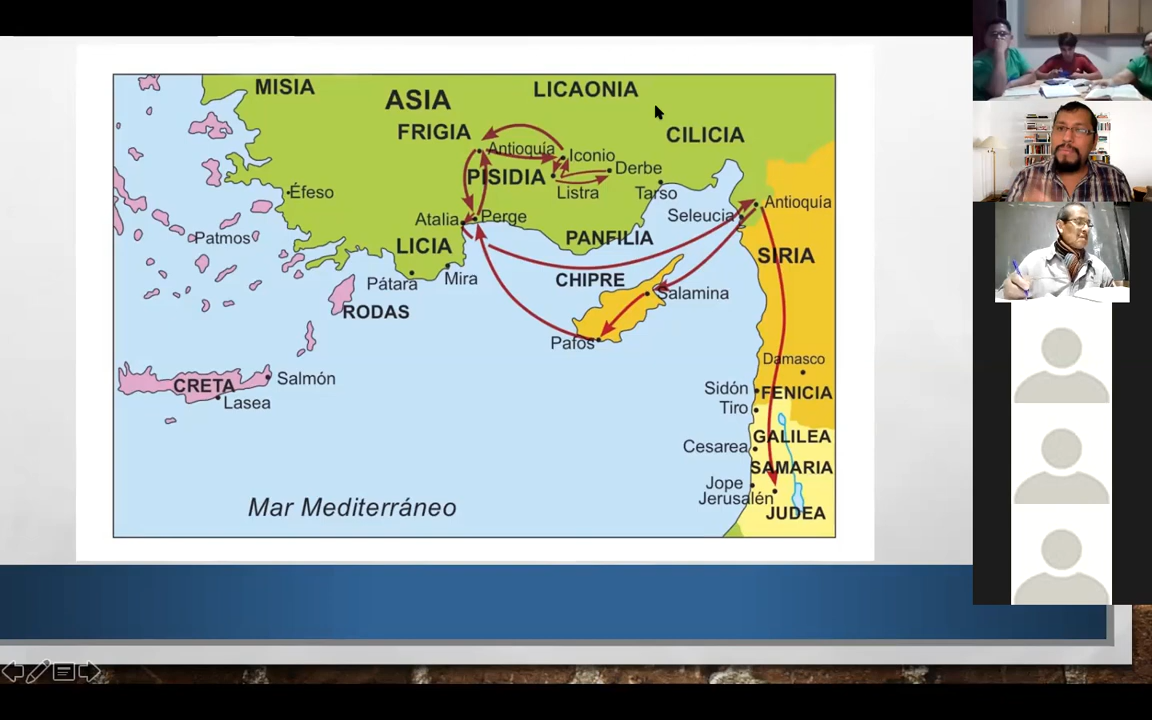 MISIA
ASIA
LICAONIA
FRIGIA
CILICIA
Antioquía
Iconio
PISIDIA
Derbe
Listra
Tarso
Éfeso
Antioquía
Atalia
Perge
Seleucia
Patmos
LICIA
PANFILIA
SIRIA
Pátara
Mira
CHIPRE
Salamina
RODAS
Pafos
Damasco
CRETA
Salmón
Sidón
FENICIA
Lasea
Tiro
GALILEA
Cesarea
SAMARIA
Jope
Jerusalén
Mar Mediterráneo
JUDEA